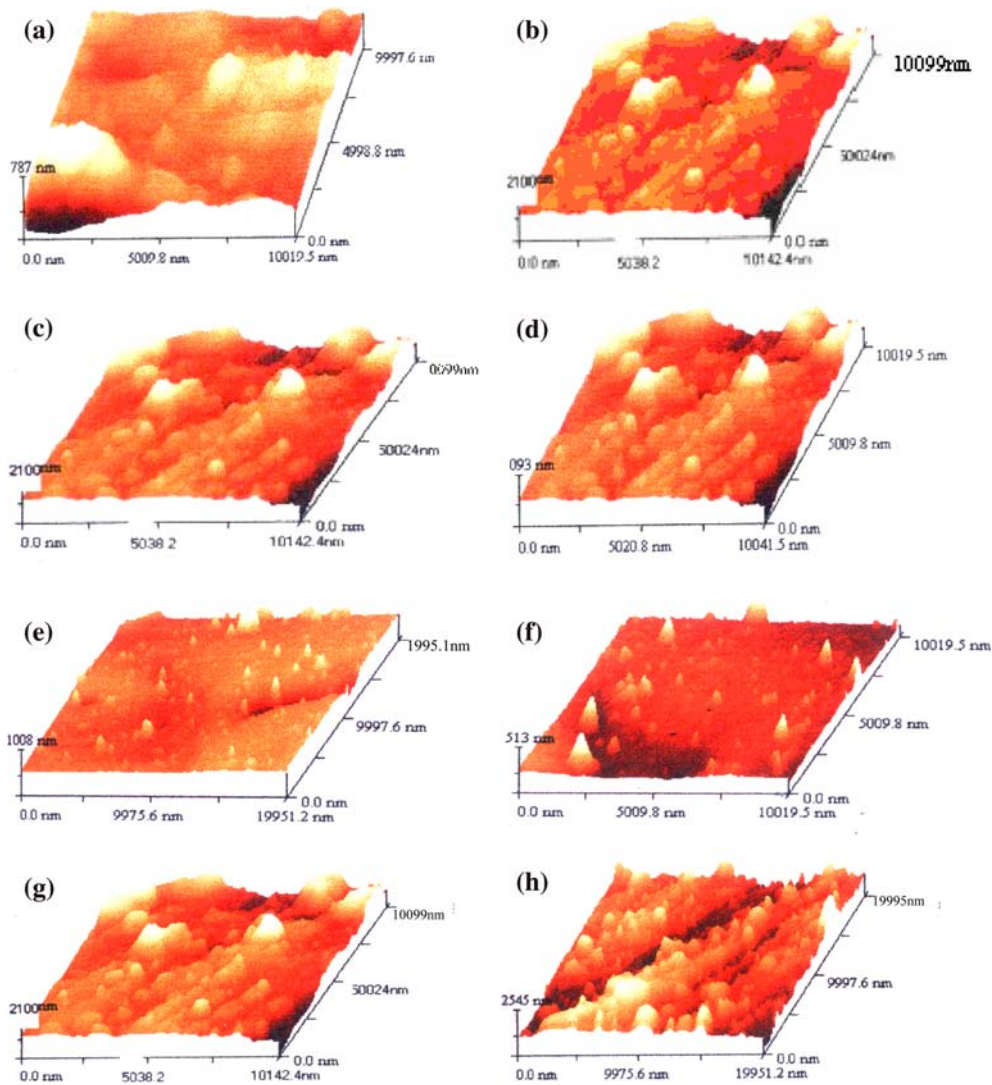 (a)
9997.6 nm
4998.8 nm
787 nm
0.0 nm
0.0 nm
5009.8 nm
10019.5 nm
(b)
10099nm
50024nm
2100nm
0.0 nm
0.0 nm
5038.2
10142.4nm
(c)
0099nm
50024nm
2100nm
0.0 nm
0.0 nm
5038.2
10142.4nm
(d)
10019.5 nm
5009.8 nm
093 nm
0.0 nm
0.0 nm
5020.8 nm
10041.5 nm
(e)
1995.1nm
9997.6 nm
1008 nm
0.0 nm
0.0 nm
9975.6 nm
19951.2 nm
(f)
10019.5 nm
5009.8 nm
513 nm
0.0 nm
0.0 nm
5009.8 nm
10019.5 nm
(g)
10099nm
50024nm
2100nm
0.0 nm
0.0 nm
5038.2
10142.4nm
(h)
19995nm
9997.6 nm
2545 nm
0.0 nm
0.0 nm
9975.6 nm
19951.2 nm